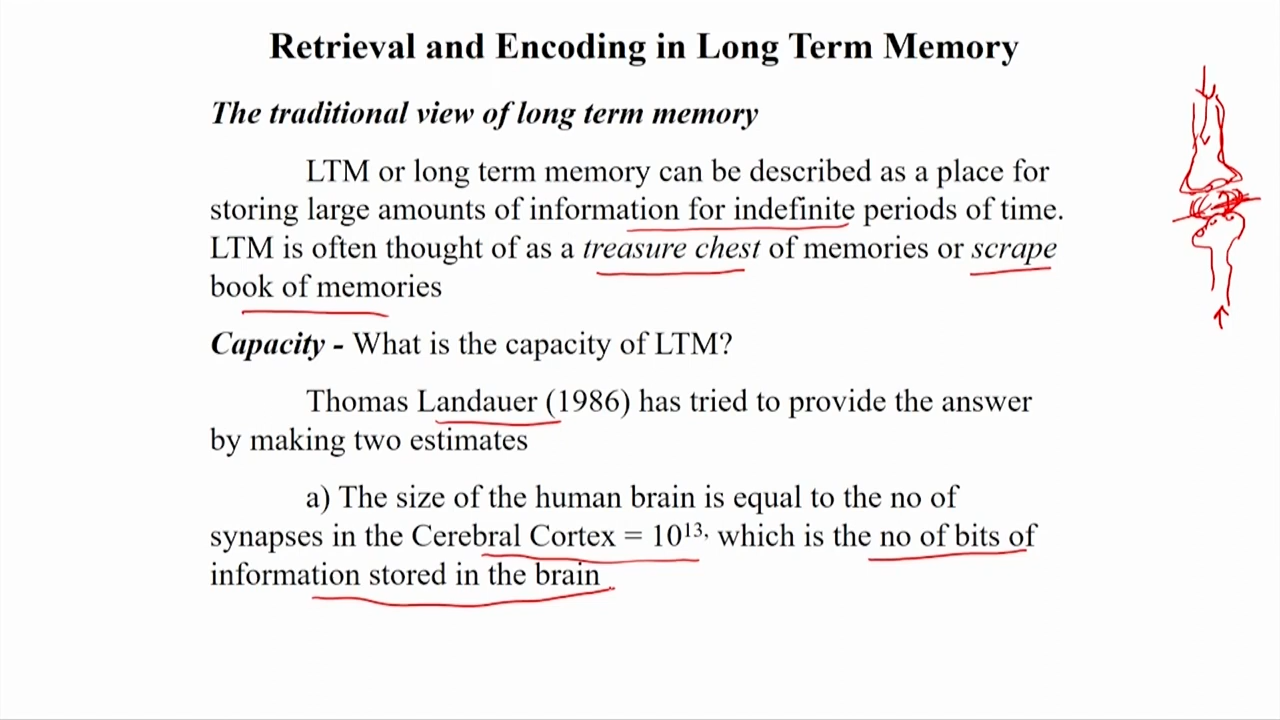 Retrieval and Encoding in Long Term Memory
The traditional view of long term memory
LTM or long term memory can be described as a place for
storing large amounts of information for indefinite periods of time.
LTM is often thought of as a treasure chest of memories or scrape
book of memories
Capacity - What is the capacity of LTM?
Thomas Landauer (1986) has tried to provide the answer
by making two estimates
a) The size of the human brain is equal to the no of
synapses in the Cerebral Cortex = 10¹³, which is the no of bits of
information stored in the brain